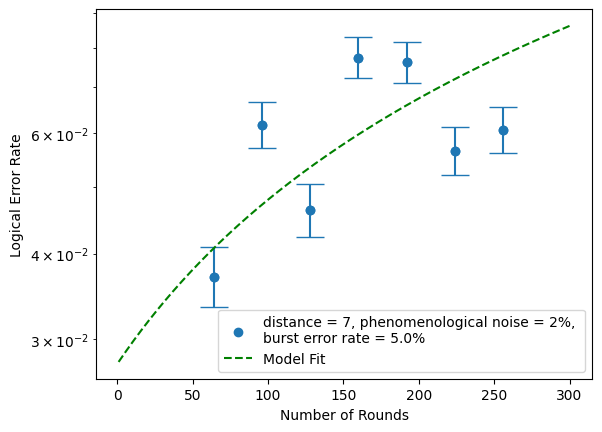 Logical Error Rate
6 × 10⁻²
4 × 10⁻²
3 × 10⁻²
distance = 7, phenomenological noise = 2%,
burst error rate = 5.0%
Model Fit
0 50 100 150 200 250 300
Number of Rounds